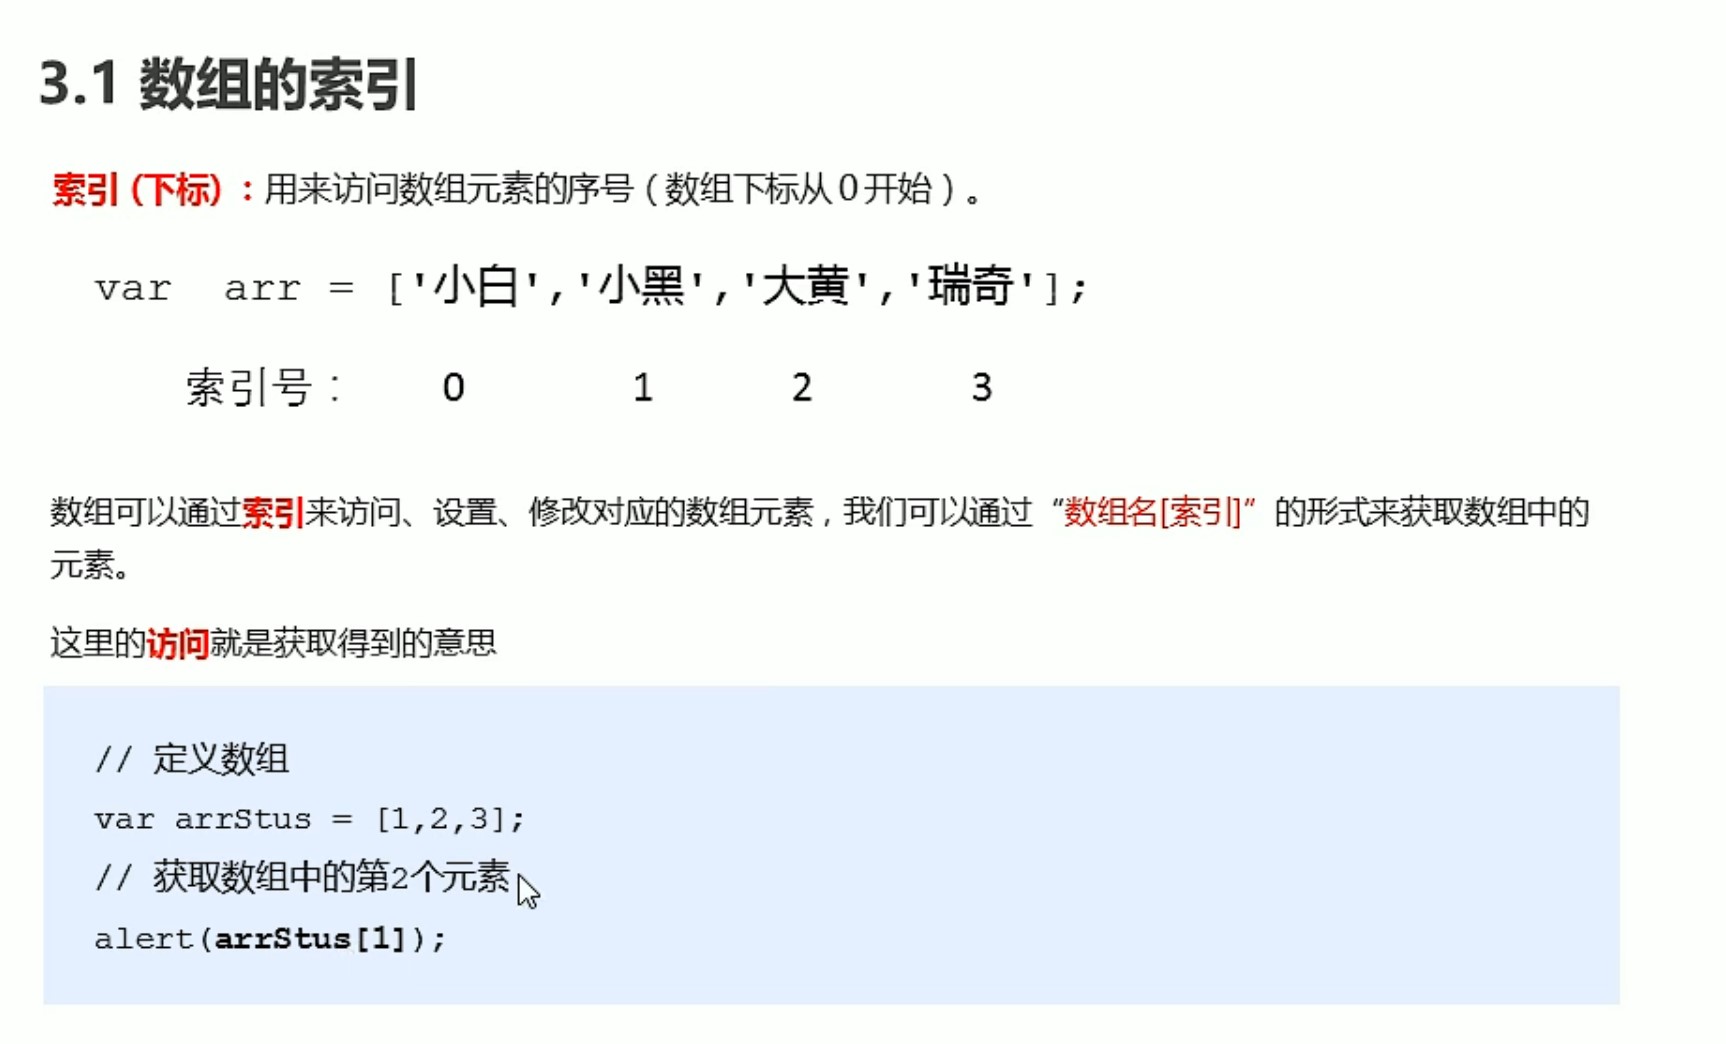 3.1 数组的索引
索引 (下标) ：用来访问数组元素的序号（数组下标从0开始）。
var  arr = ['小白','小黑','大黄','瑞奇'];
索引号： 0 1 2 3
数组可以通过索引来访问、设置、修改对应的数组元素，我们可以通过“数组名[索引]”的形式来获取数组中的
元素。
这里的访问就是获取得到的意思
// 定义数组
var arrStus = [1,2,3];
// 获取数组中的第2个元素
alert(arrStus[1]);